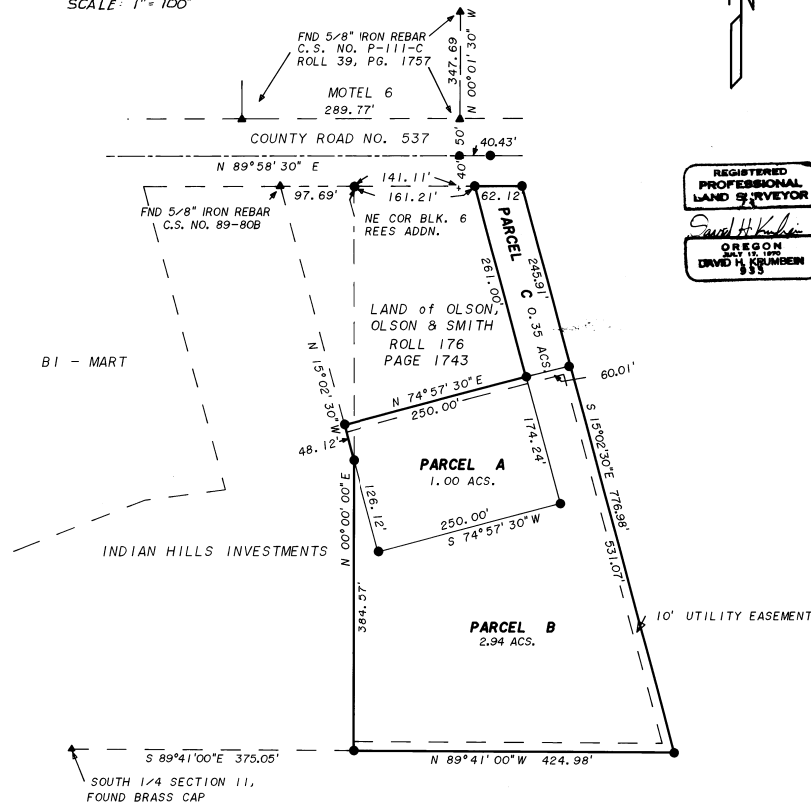 SCALE: 1"= 100'
N
FND 5/8" IRON REBAR
C.S. NO. P-111-C
ROLL 39, PG. 1757
347.69
N 00°01'30" W
MOTEL 6
289.77'
COUNTY ROAD NO. 537
50'
40'
40.43'
N 89°58'30" E
141.11'
97.69'
161.21'
62.12'
FND 5/8" IRON REBAR
C.S. NO. 89-80B
NE COR BLK. 6
REES ADDN.
REGISTERED
PROFESSIONAL
LAND SURVEYOR
David H. Krumbein
OREGON
JULY 17, 1970
DAVID H. KRUMBEIN
933
PARCEL C
0.35 ACS.
261.00'
245.91'
LAND of OLSON,
OLSON & SMITH
ROLL 176
PAGE 1743
BI - MART
N 15°02'30" W
N 74°57'30"E
250.00'
60.01'
48.12'
174.24'
S 15°02'30"E 776.98'
531.07'
PARCEL A
1.00 ACS.
126.12'
250.00'
S 74°57'30"W
INDIAN HILLS INVESTMENTS
N 00°00'00"E
384.57'
10' UTILITY EASEMENT
PARCEL B
2.94 ACS.
S 89°41'00"E 375.05'
N 89°41'00"W 424.98'
SOUTH 1/4 SECTION 11,
FOUND BRASS CAP